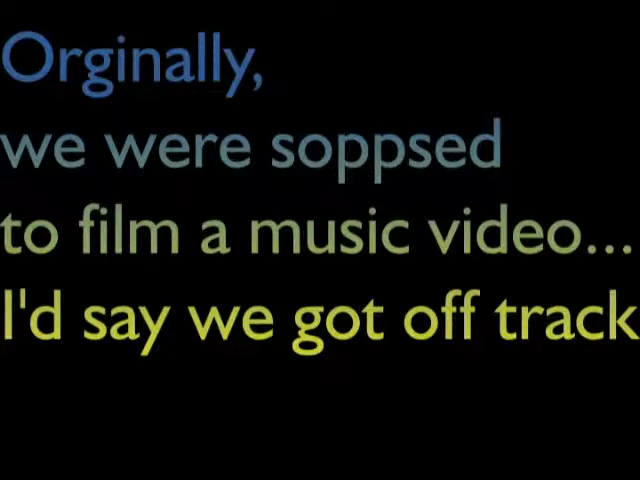 Orginally,
we were soppsed
to film a music video...
I'd say we got off track